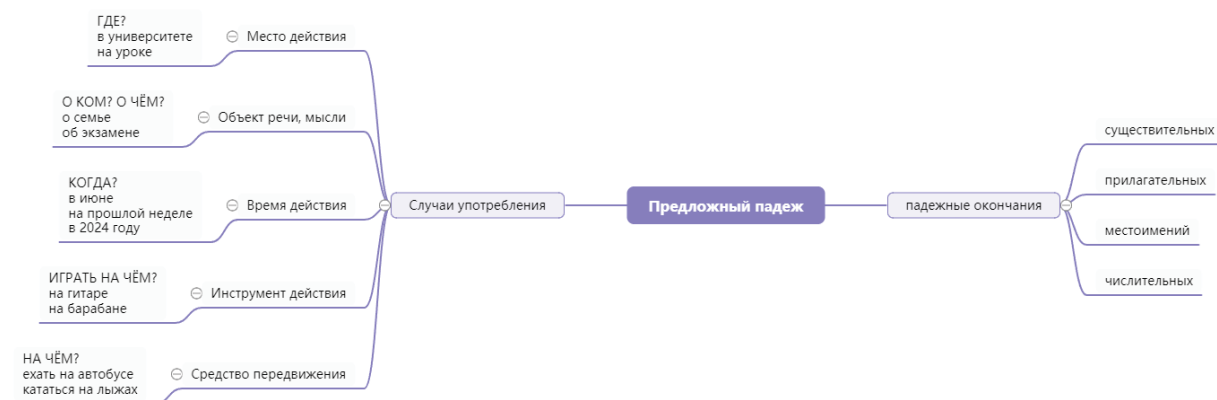 ГДЕ?
в университете
на уроке
Место действия
О КОМ? О ЧЁМ?
о семье
об экзамене
Объект речи, мысли
КОГДА?
в июне
на прошлой неделе
в 2024 году
Время действия
ИГРАТЬ НА ЧЁМ?
на гитаре
на барабане
Инструмент действия
НА ЧЁМ?
ехать на автобусе
кататься на лыжах
Средство передвижения
Случаи употребления
Предложный падеж
падежные окончания
существительных
прилагательных
местоимений
числительных